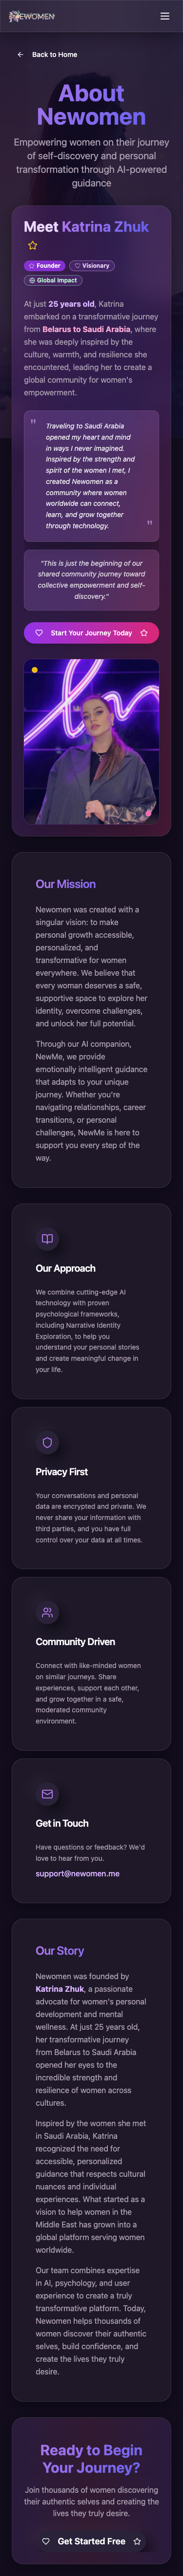 NEWOMEN
Back to Home
About
Newomen
Empowering women on their journey
of self-discovery and personal
transformation through AI-powered
guidance
Meet Katrina Zhuk
Founder
Visionary
Global Impact
At just 25 years old, Katrina
embarked on a transformative journey
from Belarus to Saudi Arabia, where
she was deeply inspired by the
culture, warmth, and resilience she
encountered, leading her to create a
global community for women's
empowerment.
"
Traveling to Saudi Arabia
opened my heart and mind
in ways I never imagined.
Inspired by the strength and
spirit of the women I met, I
created Newomen as a
community where women
worldwide can connect,
learn, and grow together
through technology.
"
"This is just the beginning of our
shared community journey toward
collective empowerment and self-
discovery."
Start Your Journey Today
Our Mission
Newomen was created with a
singular vision: to make
personal growth accessible,
personalized, and
transformative for women
everywhere. We believe that
every woman deserves a safe,
supportive space to explore her
identity, overcome challenges,
and unlock her full potential.
Through our AI companion,
NewMe, we provide
emotionally intelligent guidance
that adapts to your unique
journey. Whether you're
navigating relationships, career
transitions, or personal
challenges, NewMe is here to
support you every step of the
way.
Our Approach
We combine cutting-edge AI
technology with proven
psychological frameworks,
including Narrative Identity
Exploration, to help you
understand your personal stories
and create meaningful change in
your life.
Privacy First
Your conversations and personal
data are encrypted and private. We
never share your information with
third parties, and you have full
control over your data at all times.
Community Driven
Connect with like-minded women
on similar journeys. Share
experiences, support each other,
and grow together in a safe,
moderated community
environment.
Get in Touch
Have questions or feedback? We'd
love to hear from you.
support@newomen.me
Our Story
Newomen was founded by
Katrina Zhuk, a passionate
advocate for women's personal
development and mental
wellness. At just 25 years old,
her transformative journey
from Belarus to Saudi Arabia
opened her eyes to the
incredible strength and
resilience of women across
cultures.
Inspired by the women she met
in Saudi Arabia, Katrina
recognized the need for
accessible, personalized
guidance that respects cultural
nuances and individual
experiences. What started as a
vision to help women in the
Middle East has grown into a
global platform serving women
worldwide.
Our team combines expertise
in AI, psychology, and user
experience to create a truly
transformative platform. Today,
Newomen helps thousands of
women discover their authentic
selves, build confidence, and
create the lives they truly
desire.
Ready to Begin
Your Journey?
Join thousands of women discovering
their authentic selves and creating the
lives they truly desire.
Get Started Free